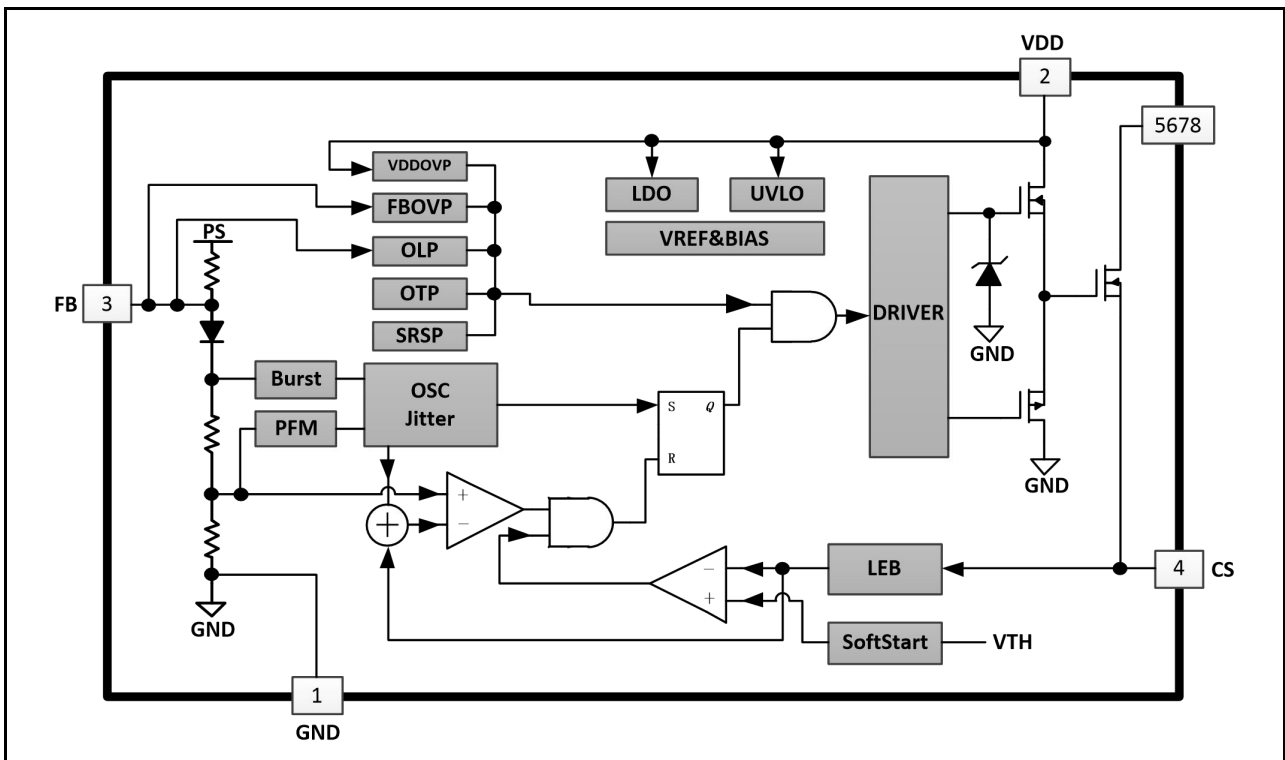 VDD
2
5678
VDDOVP
FBOVP
LDO
UVLO
PS
OLP
VREF&BIAS
OTP
FB
3
DRIVER
SRSP
GND
Burst
OSC
Jitter
PFM
S
Q
R
GND
+
−
+
−
+
LEB
4
CS
GND
SoftStart
VTH
1
GND